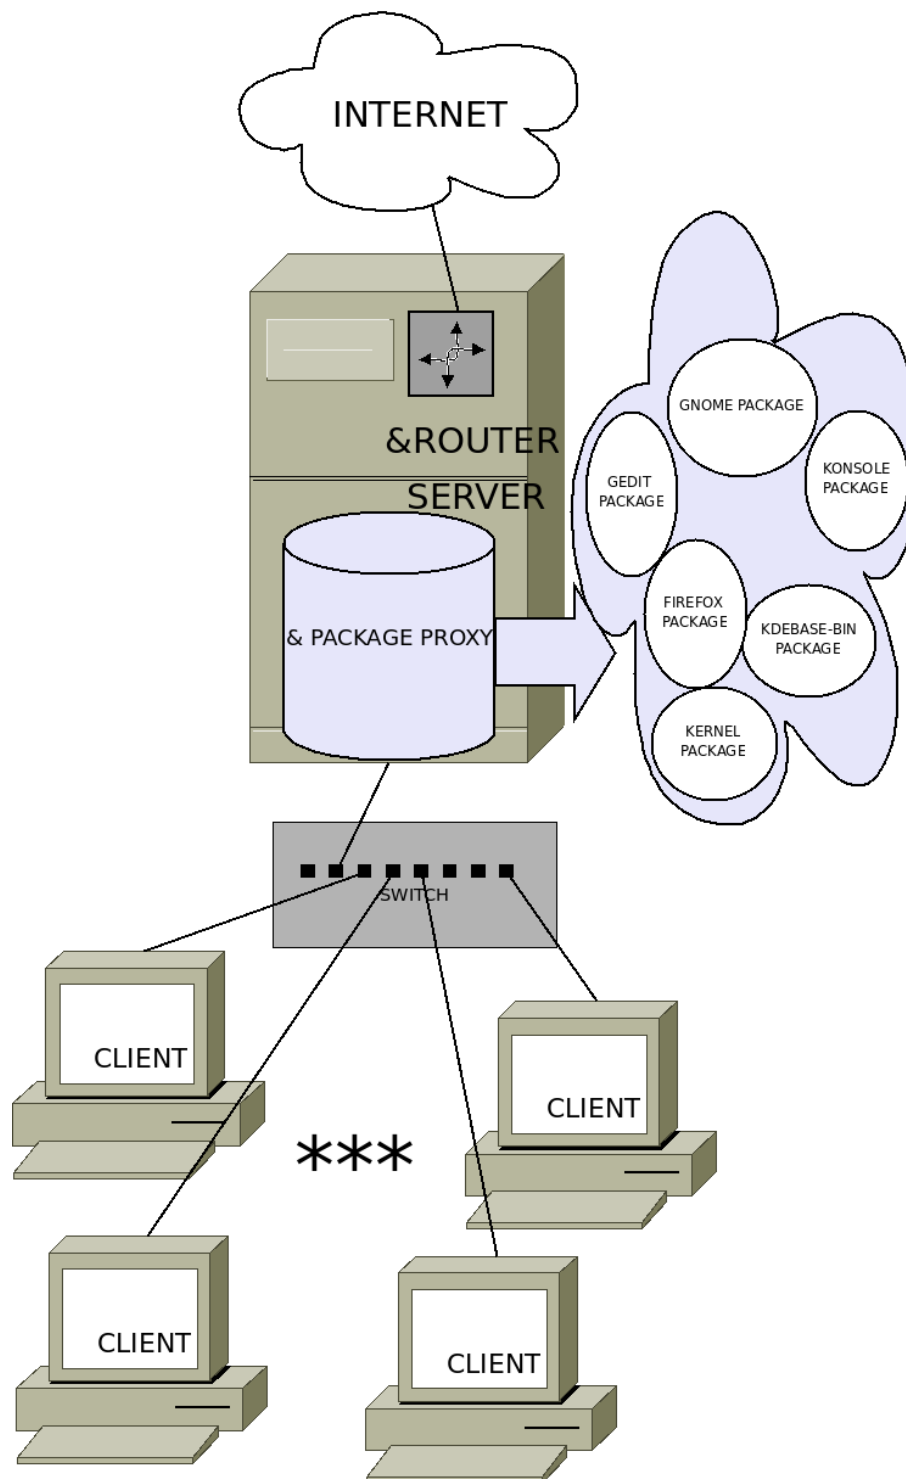 INTERNET
&ROUTER
SERVER
& PACKAGE PROXY
GNOME PACKAGE
GEDIT
PACKAGE
KONSOLE
PACKAGE
FIREFOX
PACKAGE
KDEBASE-BIN
PACKAGE
KERNEL
PACKAGE
SWITCH
CLIENT
CLIENT
***
CLIENT
CLIENT